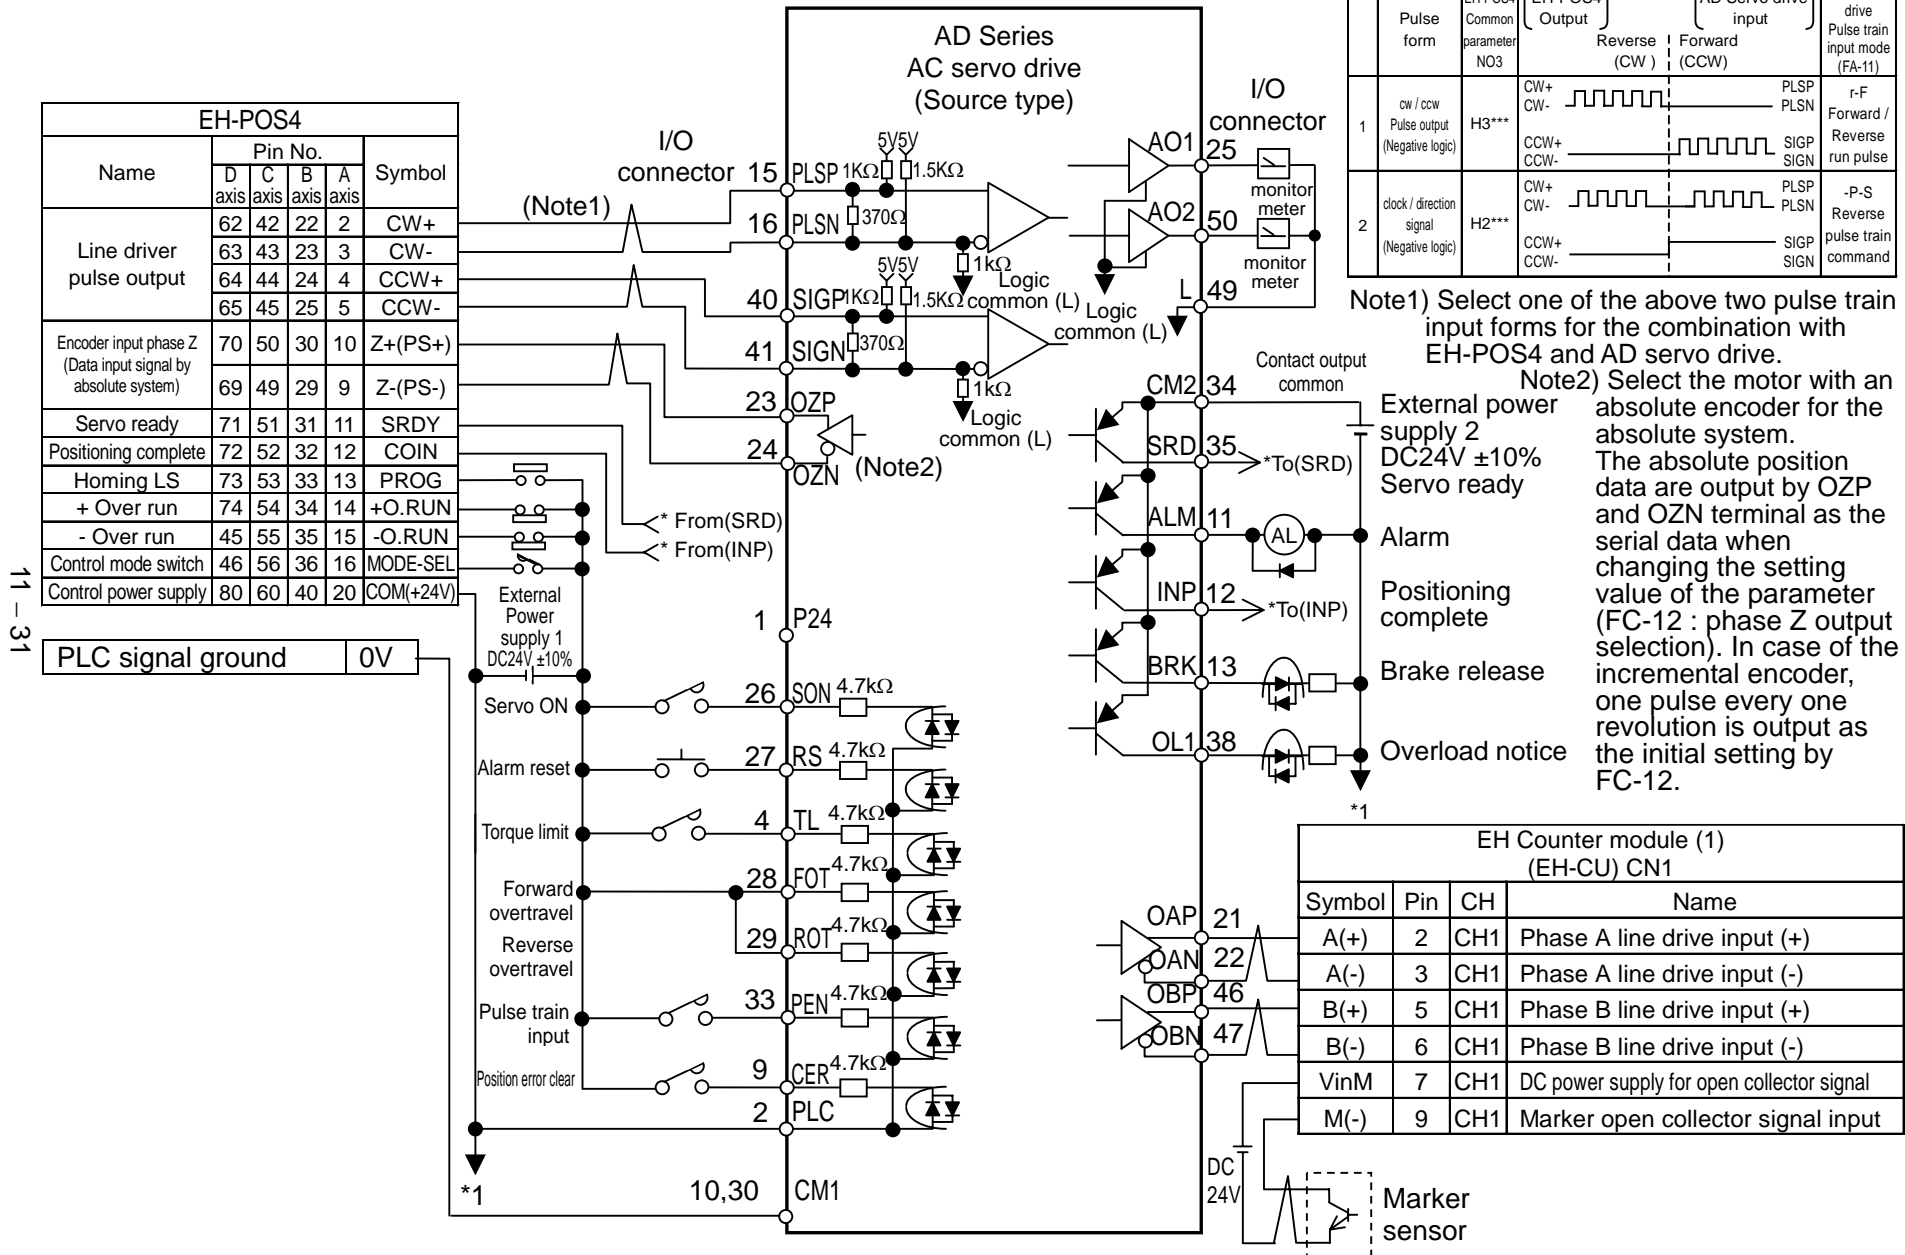 EH-POS4
Name
Pin No.
Symbol
D axis
C axis
B axis
A axis
Line driver pulse output
62 42 22 2 CW+
63 43 23 3 CW-
64 44 24 4 CCW+
65 45 25 5 CCW-
Encoder input phase Z
(Data input signal by
absolute system)
70 50 30 10 Z+(PS+)
69 49 29 9 Z-(PS-)
Servo ready 71 51 31 11 SRDY
Positioning complete 72 52 32 12 COIN
Homing LS 73 53 33 13 PROG
+ Over run 74 54 34 14 +O.RUN
- Over run 45 55 35 15 -O.RUN
Control mode switch 46 56 36 16 MODE-SEL
Control power supply 80 60 40 20 COM(+24V)
PLC signal ground 0V
11 – 31
I/O
connector
(Note1)
* From(SRD)
* From(INP)
External
Power
supply 1
DC24V ±10%
Servo ON
Alarm reset
Torque limit
Forward
overtravel
Reverse
overtravel
Pulse train
input
Position error clear
*1
AD Series
AC servo drive
(Source type)
15 PLSP 1KΩ 5V5V 1.5KΩ
16 PLSN 370Ω
1kΩ
Logic
common (L)
40 SIGP 1KΩ 5V5V 1.5KΩ
41 SIGN 370Ω
1kΩ
Logic
common (L)
23 OZP
24 OZN
(Note2)
1 P24
26 SON 4.7kΩ
27 RS 4.7kΩ
4 TL 4.7kΩ
28 FOT 4.7kΩ
29 ROT 4.7kΩ
33 PEN 4.7kΩ
9 CER 4.7kΩ
2 PLC
10,30 CM1
I/O
connector
AO1 25
monitor
meter
AO2 50
monitor
meter
L 49
Logic
common (L)
Contact output
common
CM2 34
External power
supply 2
DC24V ±10%
SRD 35 *To(SRD)
Servo ready
ALM 11 AL
Alarm
INP 12 *To(INP)
Positioning
complete
BRK 13
Brake release
OL1 38
Overload notice
*1
OAP 21
OAN 22
OBP 46
OBN 47
Pulse
form
Common
parameter
NO3
Output
Reverse
(CW )
input
Forward
(CCW)
drive
Pulse train
input mode
(FA-11)
1
cw / ccw
Pulse output
(Negative logic)
H3***
CW+
CW-
PLSP
PLSN
CCW+
CCW-
SIGP
SIGN
r-F
Forward /
Reverse
run pulse
2
clock / direction
signal
(Negative logic)
H2***
CW+
CW-
PLSP
PLSN
CCW+
CCW-
SIGP
SIGN
-P-S
Reverse
pulse train
command
Note1) Select one of the above two pulse train
input forms for the combination with
EH-POS4 and AD servo drive.
Note2) Select the motor with an
absolute encoder for the
absolute system.
The absolute position
data are output by OZP
and OZN terminal as the
serial data when
changing the setting
value of the parameter
(FC-12 : phase Z output
selection). In case of the
incremental encoder,
one pulse every one
revolution is output as
the initial setting by
FC-12.
EH Counter module (1)
(EH-CU) CN1
Symbol Pin CH Name
A(+) 2 CH1 Phase A line drive input (+)
A(-) 3 CH1 Phase A line drive input (-)
B(+) 5 CH1 Phase B line drive input (+)
B(-) 6 CH1 Phase B line drive input (-)
VinM 7 CH1 DC power supply for open collector signal
M(-) 9 CH1 Marker open collector signal input
DC
24V
Marker
sensor